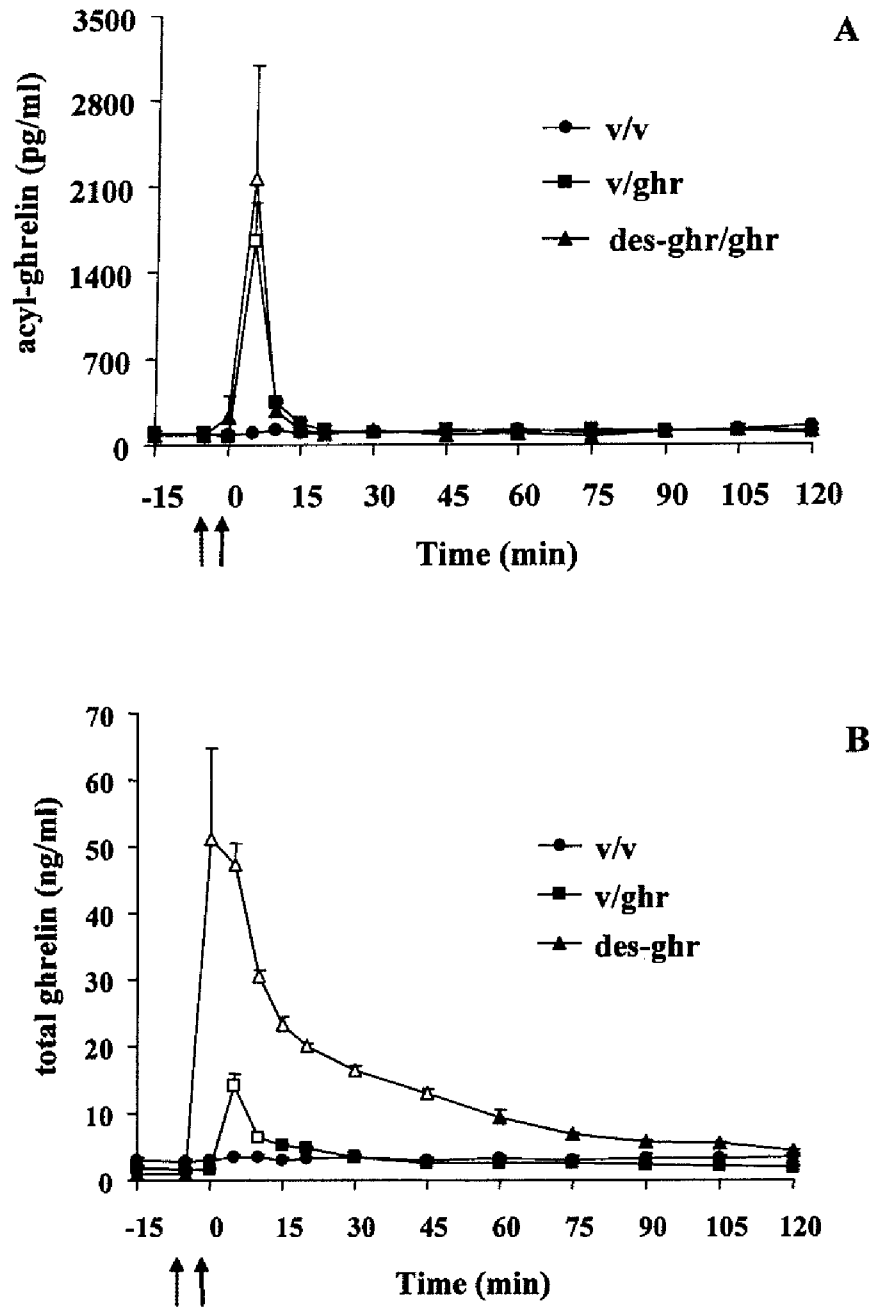 A
3500
2800
2100
1400
700
0
acyl-ghrelin (pg/ml)
v/v
v/ghr
des-ghr/ghr
-15 0 15 30 45 60 75 90 105 120
Time (min)
B
70
60
50
40
30
20
10
0
total ghrelin (ng/ml)
v/v
v/ghr
des-ghr
-15 0 15 30 45 60 75 90 105 120
Time (min)